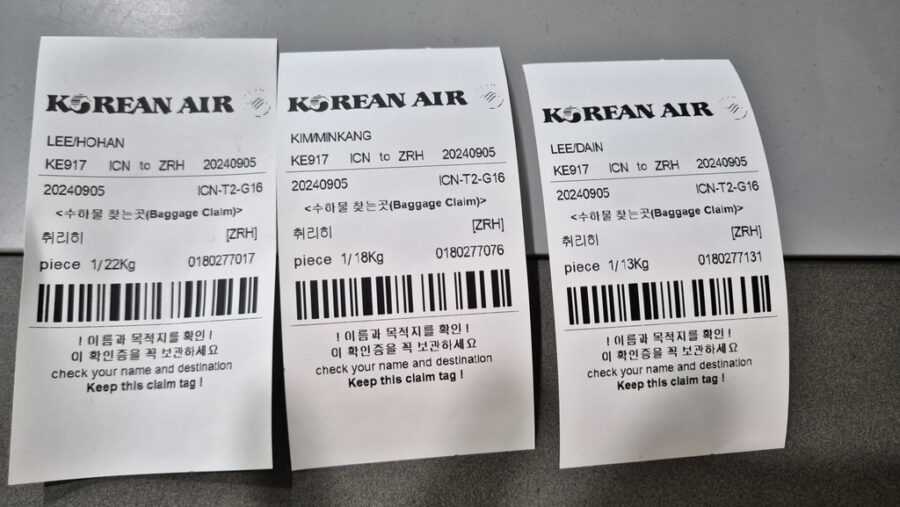 KOREAN AIR
LEE/HOHAN
KE917 ICN to ZRH 20240905
20240905 ICN-T2-G16
<수하물 찾는곳(Baggage Claim)>
취리히 [ZRH]
piece 1/22Kg 0180277017
! 이름과 목적지를 확인 !
이 확인증을 꼭 보관하세요
check your name and destination
Keep this claim tag !
KOREAN AIR
KIM/MINKANG
KE917 ICN to ZRH 20240905
20240905 ICN-T2-G16
<수하물 찾는곳(Baggage Claim)>
취리히 [ZRH]
piece 1/18Kg 0180277076
! 이름과 목적지를 확인 !
이 확인증을 꼭 보관하세요
check your name and destination
Keep this claim tag !
KOREAN AIR
LEE/DAIN
KE917 ICN to ZRH 20240905
20240905 ICN-T2-G16
<수하물 찾는곳(Baggage Claim)>
취리히 [ZRH]
piece 1/13Kg 0180277131
! 이름과 목적지를 확인 !
이 확인증을 꼭 보관하세요
check your name and destination
Keep this claim tag !